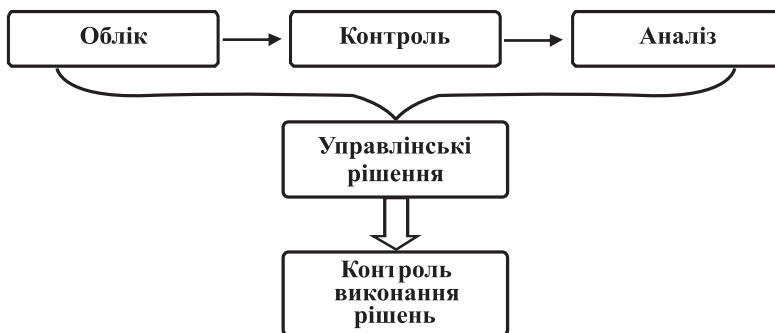 Облік
Контроль
Аналіз
Управлінські
рішення
Контроль
виконання
рішень